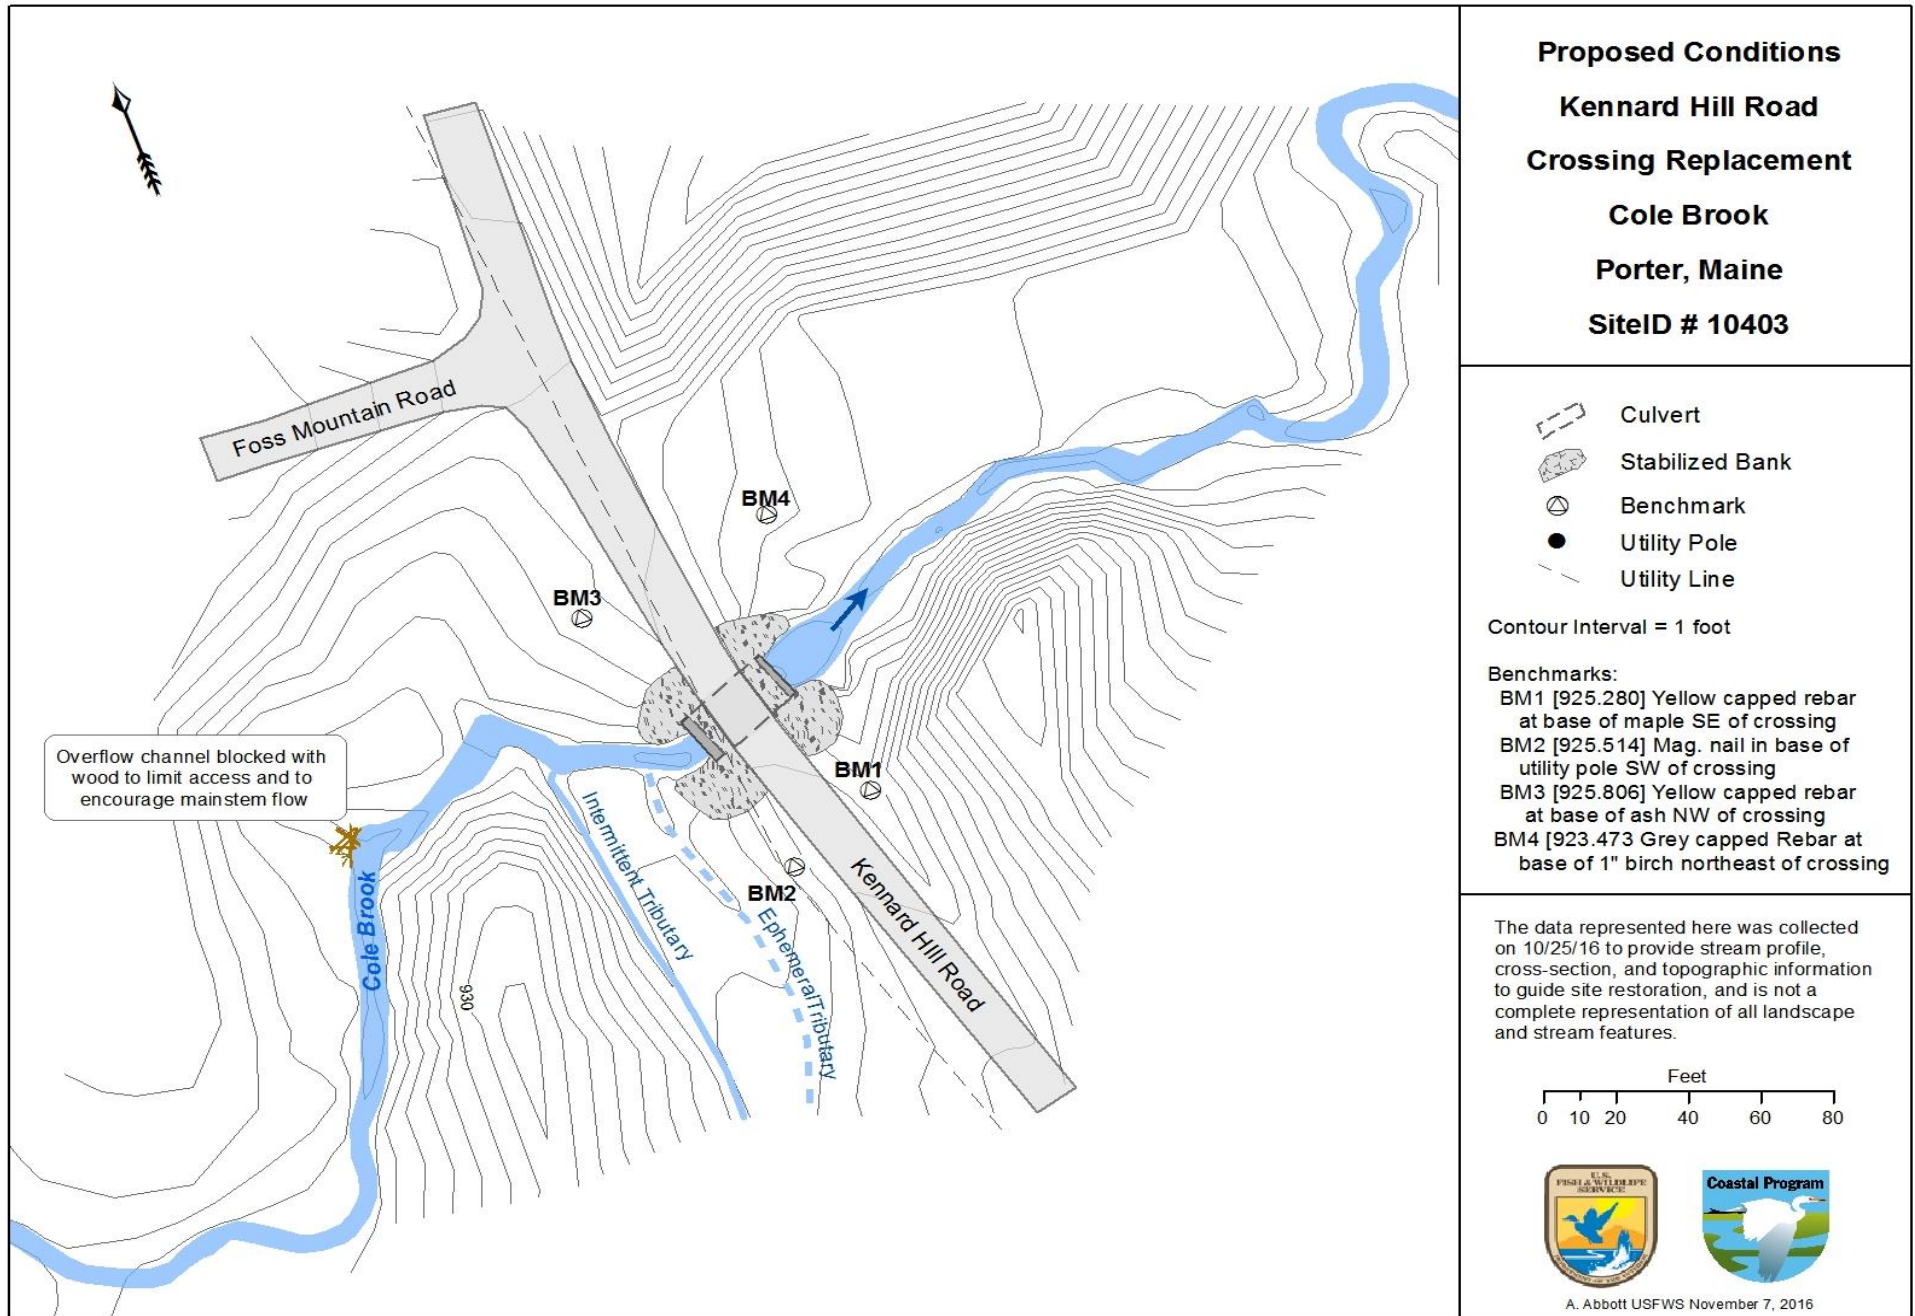 Proposed Conditions
Kennard Hill Road
Crossing Replacement
Cole Brook
Porter, Maine
SiteID # 10403
Foss Mountain Road
BM4
BM3
Overflow channel blocked with
wood to limit access and to
encourage mainstem flow
BM1
BM2
Intermittent Tributary
EphemeralTributary
Kennard HIll Road
Cole Brook
930
Culvert
Stabilized Bank
Benchmark
Utility Pole
Utility Line
Contour Interval = 1 foot
Benchmarks:
BM1 [925.280] Yellow capped rebar
at base of maple SE of crossing
BM2 [925.514] Mag. nail in base of
utility pole SW of crossing
BM3 [925.806] Yellow capped rebar
at base of ash NW of crossing
BM4 [923.473 Grey capped Rebar at
base of 1" birch northeast of crossing
The data represented here was collected
on 10/25/16 to provide stream profile,
cross-section, and topographic information
to guide site restoration, and is not a
complete representation of all landscape
and stream features.
Feet
0 10 20 40 60 80
U.S.
FISH & WILDLIFE
SERVICE
DEPARTMENT OF THE INTERIOR
Coastal Program
A. Abbott USFWS November 7, 2016